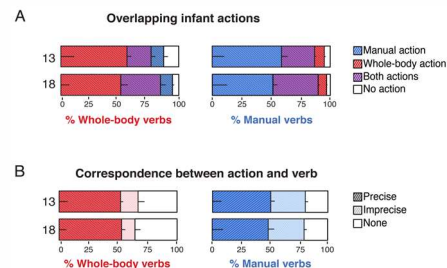 A
Overlapping infant actions
13
18
0 25 50 75 100
% Whole-body verbs
0 25 50 75 100
% Manual verbs
Manual action
Whole-body action
Both actions
No action
B
Correspondence between action and verb
13
18
0 25 50 75 100
% Whole-body verbs
0 25 50 75 100
% Manual verbs
Precise
Imprecise
None